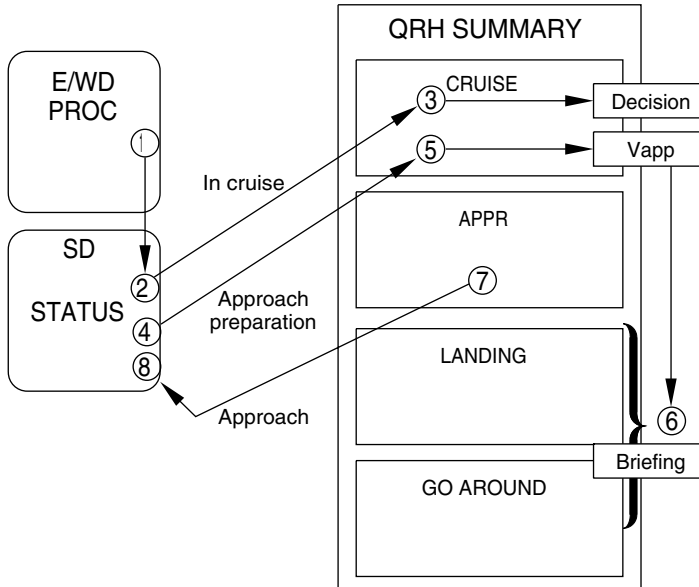 E/WD
PROC
1
SD
STATUS
2
4
8
In cruise
Approach
preparation
Approach
QRH SUMMARY
CRUISE
3
Decision
5
Vapp
APPR
7
LANDING
6
Briefing
GO AROUND